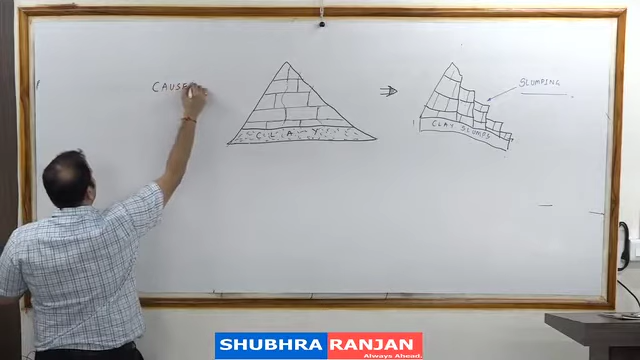 CAUSE
SLUMPING
CLAY
CLAY SLUMPS
SHUBHRA RANJAN
Always Ahead.